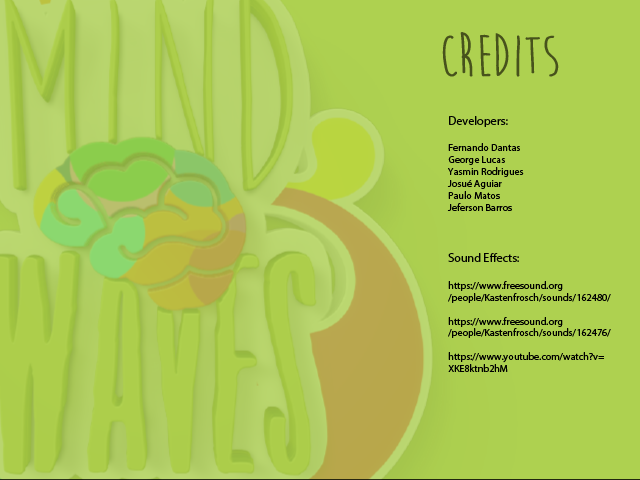 MIND
WAVES
CREDITS
Developers:
Fernando Dantas
George Lucas
Yasmin Rodrigues
Josué Aguiar
Paulo Matos
Jeferson Barros
Sound Effects:
https://www.freesound.org
/people/Kastenfrosch/sounds/162480/
https://www.freesound.org
/people/Kastenfrosch/sounds/162476/
https://www.youtube.com/watch?v=
XKE8ktnb2hM